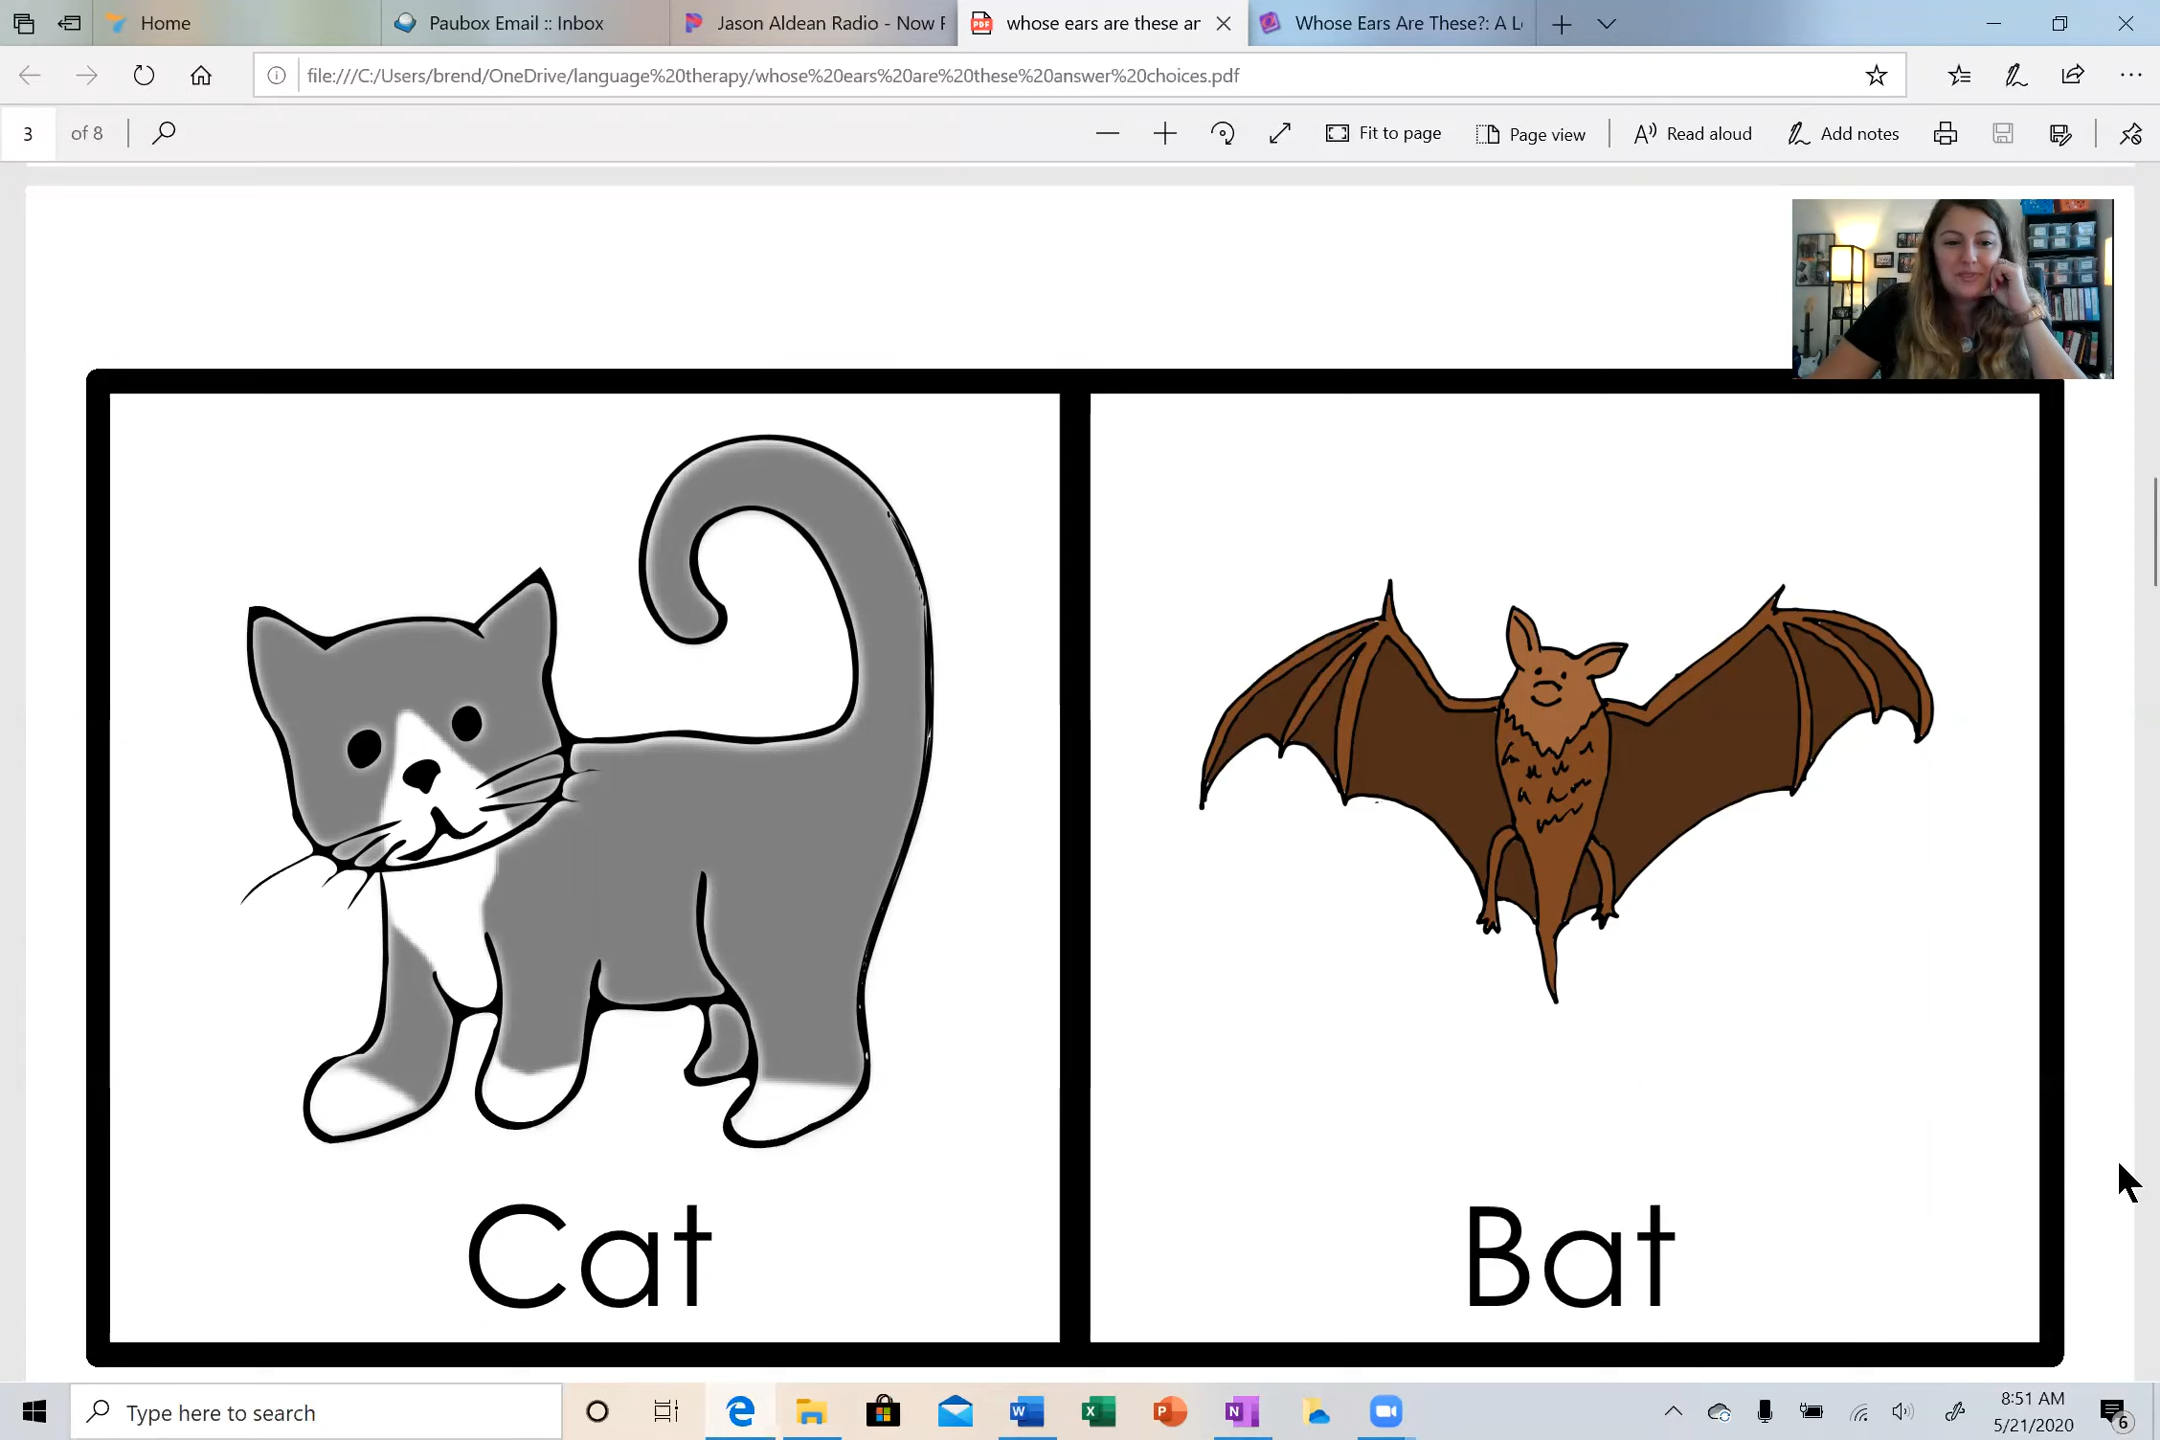 Home
Paubox Email :: Inbox
Jason Aldean Radio - Now F
PDF
whose ears are these ar
Whose Ears Are These?: A Le
file:///C:/Users/brend/OneDrive/language%20therapy/whose%20ears%20are%20these%20answer%20choices.pdf
3 of 8
Fit to page
Page view
Read aloud
Add notes
Cat
Bat
Type here to search
8:51 AM
5/21/2020
6